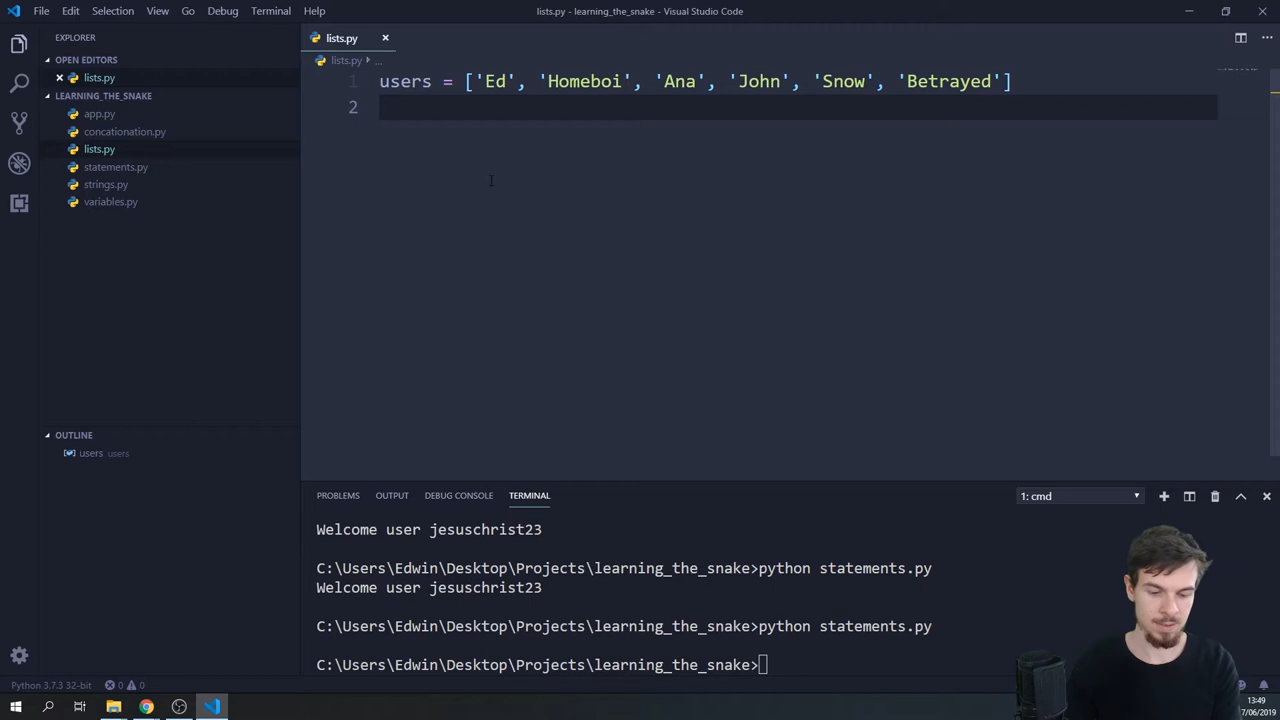 File Edit Selection View Go Debug Terminal Help
lists.py - learning_the_snake - Visual Studio Code
EXPLORER
OPEN EDITORS
lists.py
LEARNING_THE_SNAKE
app.py
concationation.py
lists.py
statements.py
strings.py
variables.py
OUTLINE
users users
lists.py
lists.py ...
1 users = ['Ed', 'Homeboi', 'Ana', 'John', 'Snow', 'Betrayed']
2
PROBLEMS OUTPUT DEBUG CONSOLE TERMINAL
1: cmd
Welcome user jesuschrist23
C:\Users\Edwin\Desktop\Projects\learning_the_snake>python statements.py
Welcome user jesuschrist23
C:\Users\Edwin\Desktop\Projects\learning_the_snake>python statements.py
C:\Users\Edwin\Desktop\Projects\learning_the_snake>
Python 3.7.3 32-bit 0 0
13:49
7/06/2019